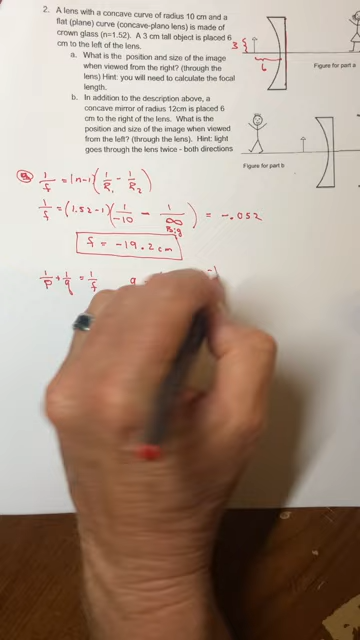 2. A lens with a concave curve of radius 10 cm and a
flat (plane) curve (concave-plano lens) is made of
crown glass (n=1.52). A 3 cm tall object is placed 6
cm to the left of the lens.
a. What is the position and size of the image
when viewed from the right? (through the
lens) Hint: you will need to calculate the focal
length.
b. In addition to the description above, a
concave mirror of radius 12cm is placed 6
cm to the right of the lens. What is the
position and size of the image when viewed
from the left? (through the lens). Hint: light
goes through the lens twice - both directions
3
6
Figure for part a
Figure for part b
1/f = (n-1)(1/R1 - 1/R2)
1/f = (1.52-1)(1/-10 - 1/∞) = -.052
Big
f = -19.2 cm
1/p + 1/q = 1/f q
-1